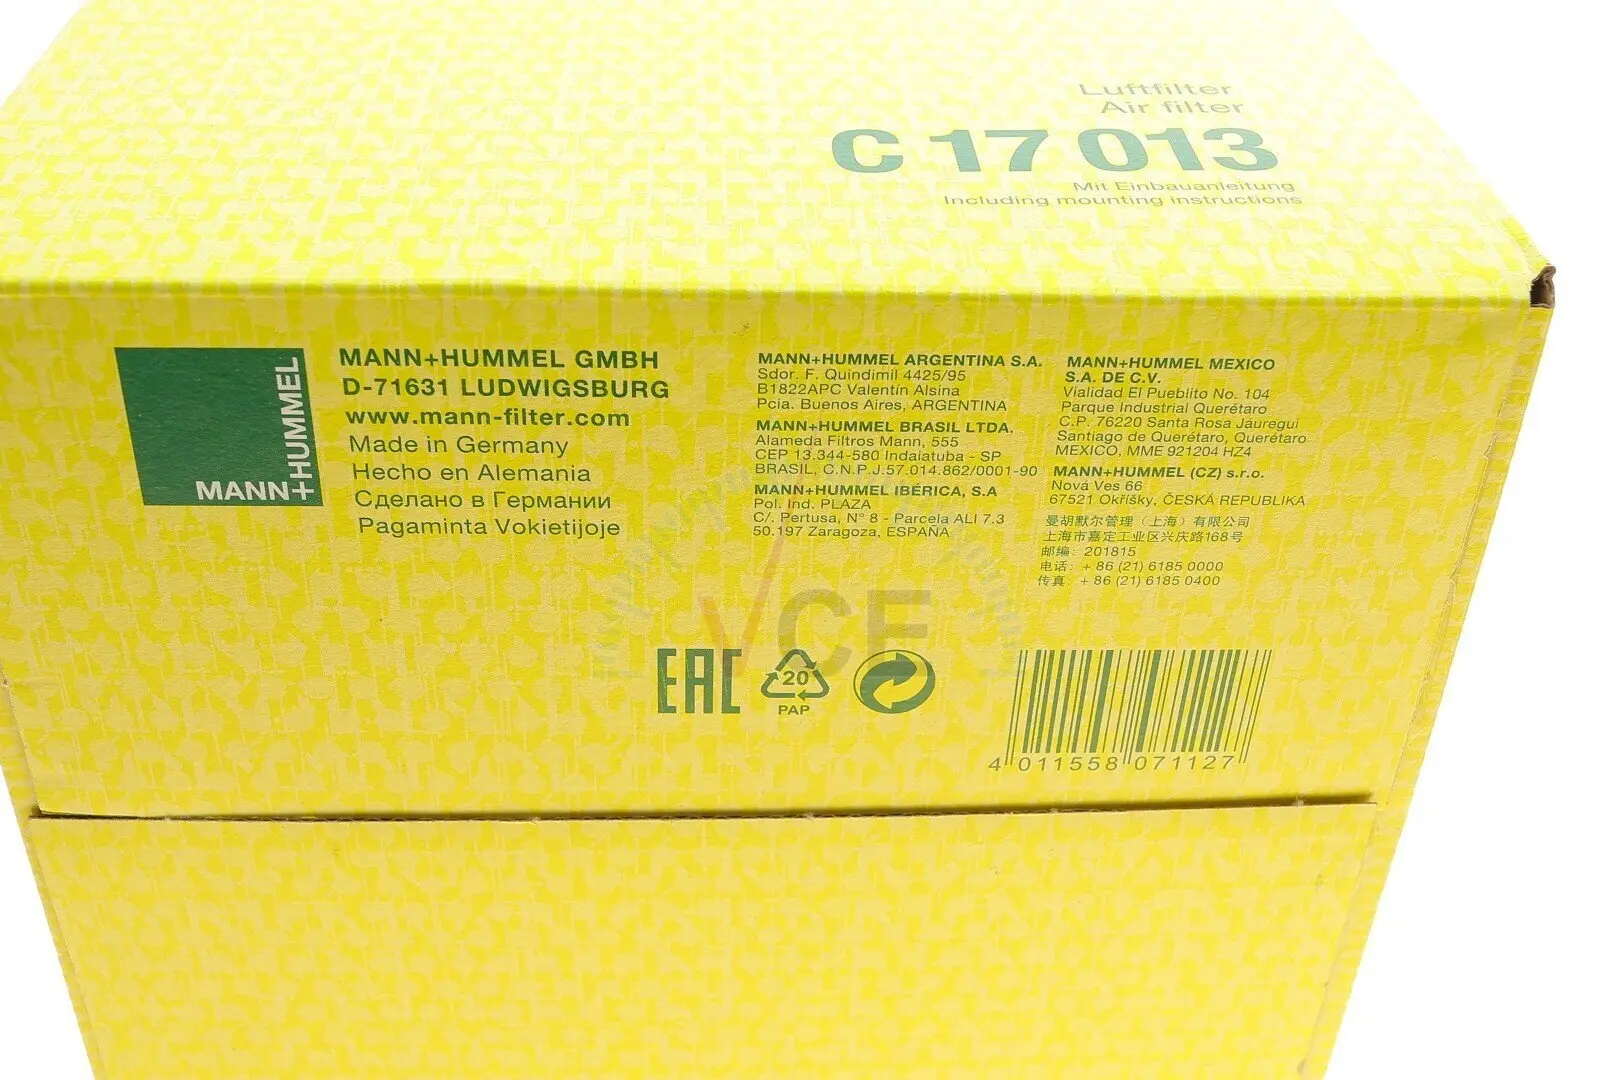 Luftfilter
Air filter
C 17 013
Mit Einbauanleitung
Including mounting instructions
MANN+
HUMMEL
MANN+HUMMEL GMBH
D-71631 LUDWIGSBURG
www.mann-filter.com
Made in Germany
Hecho en Alemania
Сделано в Германии
Pagaminta Vokietijoje
MANN+HUMMEL ARGENTINA S.A.
Sdor. F. Quindimil 4425/95
B1822APC Valentín Alsina
Pcia. Buenos Aires, ARGENTINA
MANN+HUMMEL BRASIL LTDA.
Alameda Filtros Mann, 555
CEP 13.344-580 Indaiatuba - SP
BRASIL, C.N.P.J.57.014.862/0001-90
MANN+HUMMEL IBÉRICA, S.A
Pol. Ind. PLAZA
C/. Pertusa, N° 8 - Parcela ALI 7.3
50.197 Zaragoza, ESPAÑA
MANN+HUMMEL MEXICO
S.A. DE C.V.
Vialidad El Pueblito No. 104
Parque Industrial Querétaro
C.P. 76220 Santa Rosa Jáuregui
Santiago de Querétaro, Querétaro
MEXICO, MME 921204 HZ4
MANN+HUMMEL (CZ) s.r.o.
Nová Ves 66
67521 Okříšky, ČESKÁ REPUBLIKA
曼胡默尔管理（上海）有限公司
上海市嘉定工业区兴庆路168号
邮编: 201815
电话: + 86 (21) 6185 0000
传真: + 86 (21) 6185 0400
VCF
EAC
20
PAP
4 011558 071127